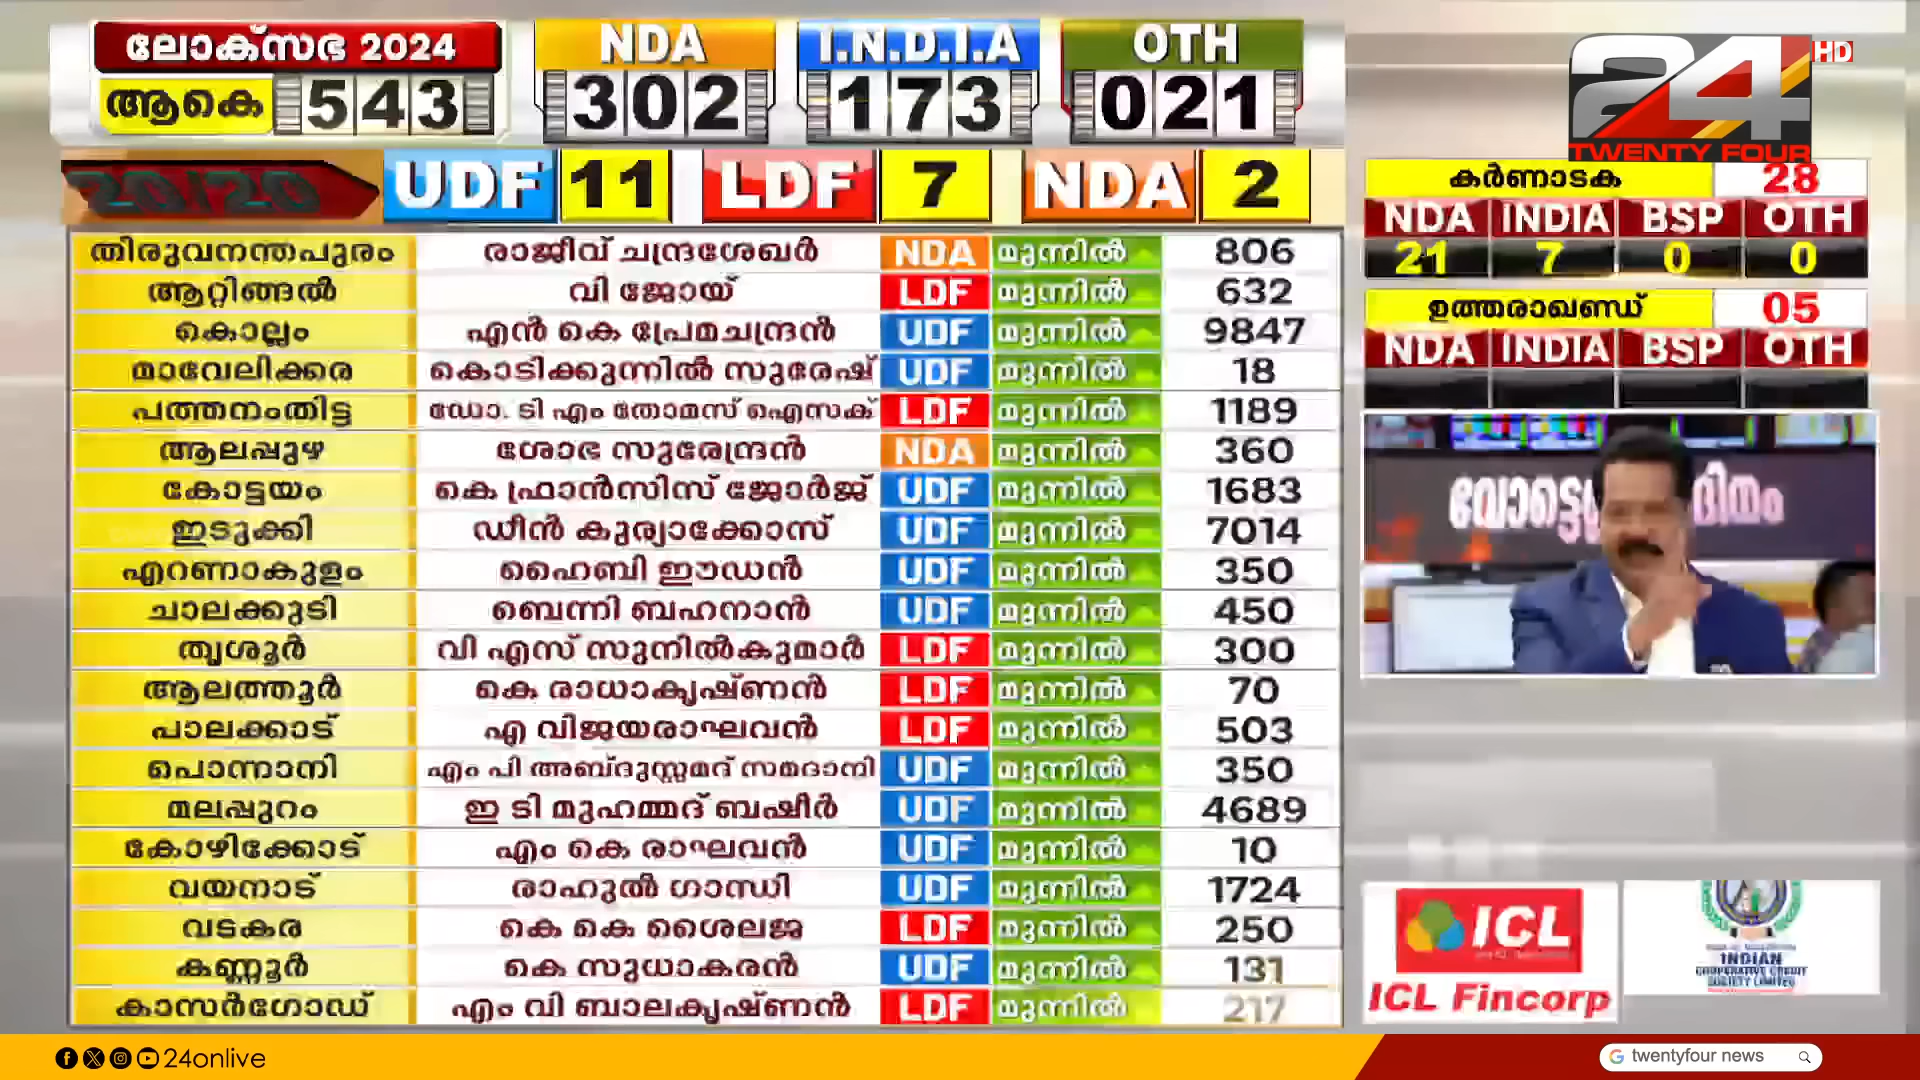 ലോക്സഭ 2024
ആകെ 543
NDA 302
I.N.D.I.A 173
OTH 021
24 HD
TWENTY FOUR
20/20 UDF 11 LDF 7 NDA 2
തിരുവനന്തപുരം രാജീവ് ചന്ദ്രശേഖർ NDA മുന്നിൽ 806
ആറ്റിങ്ങൽ വി ജോയ് LDF മുന്നിൽ 632
കൊല്ലം എൻ കെ പ്രേമചന്ദ്രൻ UDF മുന്നിൽ 9847
മാവേലിക്കര കൊടിക്കുന്നിൽ സുരേഷ് UDF മുന്നിൽ 18
പത്തനംതിട്ട ഡോ. ടി എം തോമസ് ഐസക് LDF മുന്നിൽ 1189
ആലപ്പുഴ ശോഭ സുരേന്ദ്രൻ NDA മുന്നിൽ 360
കോട്ടയം കെ ഫ്രാൻസിസ് ജോർജ് UDF മുന്നിൽ 1683
ഇടുക്കി ഡീൻ കുര്യാക്കോസ് UDF മുന്നിൽ 7014
എറണാകുളം ഹൈബി ഈഡൻ UDF മുന്നിൽ 350
ചാലക്കുടി ബെന്നി ബഹനാൻ UDF മുന്നിൽ 450
തൃശൂർ വി എസ് സുനിൽകുമാർ LDF മുന്നിൽ 300
ആലത്തൂർ കെ രാധാകൃഷ്ണൻ LDF മുന്നിൽ 70
പാലക്കാട് എ വിജയരാഘവൻ LDF മുന്നിൽ 503
പൊന്നാനി എം പി അബ്ദുസ്സമദ് സമദാനി UDF മുന്നിൽ 350
മലപ്പുറം ഇ ടി മുഹമ്മദ് ബഷീർ UDF മുന്നിൽ 4689
കോഴിക്കോട് എം കെ രാഘവൻ UDF മുന്നിൽ 10
വയനാട് രാഹുൽ ഗാന്ധി UDF മുന്നിൽ 1724
വടകര കെ കെ ശൈലജ LDF മുന്നിൽ 250
കണ്ണൂർ കെ സുധാകരൻ UDF മുന്നിൽ 131
കാസർഗോഡ് എം വി ബാലകൃഷ്ണൻ LDF മുന്നിൽ 217
കർണാടക 28
NDA INDIA BSP OTH
21 7 0 0
ഉത്തരാഖണ്ഡ് 05
NDA INDIA BSP OTH
ദിനം
ICL
ICL Fincorp
INDIAN
COOPERATIVE CREDIT
SOCIETY LIMITED
24onlive
twentyfour news